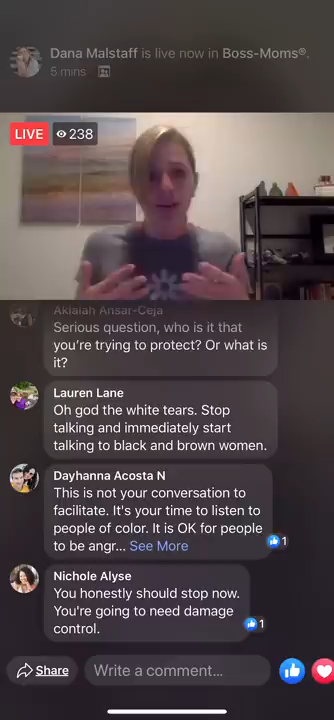 Dana Malstaff is live now in Boss-Moms®.
5 mins
LIVE
238
Aklaiah Ansar-Ceja
Serious question, who is it that
you're trying to protect? Or what is
it?
Lauren Lane
Oh god the white tears. Stop
talking and immediately start
talking to black and brown women.
Dayhanna Acosta N
This is not your conversation to
facilitate. It's your time to listen to
people of color. It is OK for people
to be angr... See More
1
Nichole Alyse
You honestly should stop now.
You're going to need damage
control.
1
Share
Write a comment...